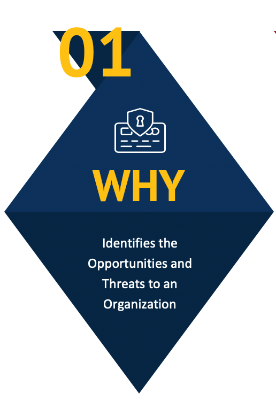 01
WHY
Identifies the
Opportunities and
Threats to an
Organization